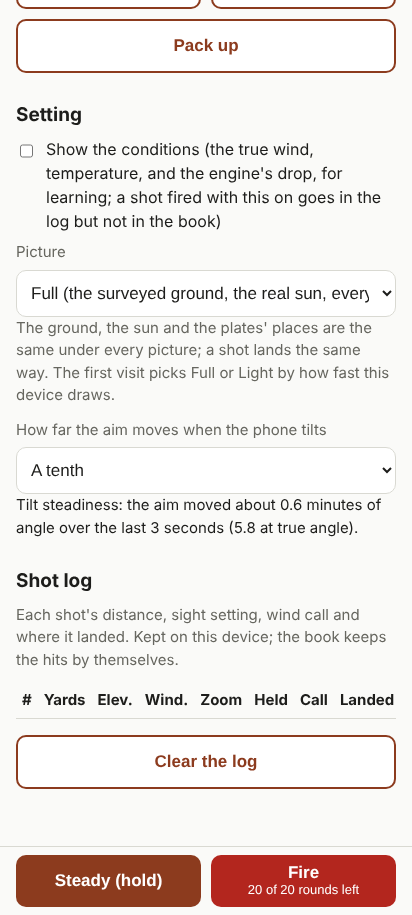 Pack up
Setting
Show the conditions (the true wind,
temperature, and the engine's drop, for
learning; a shot fired with this on goes in the
log but not in the book)
Picture
Full (the surveyed ground, the real sun, every
The ground, the sun and the plates' places are the
same under every picture; a shot lands the same
way. The first visit picks Full or Light by how fast this
device draws.
How far the aim moves when the phone tilts
A tenth
Tilt steadiness: the aim moved about 0.6 minutes of
angle over the last 3 seconds (5.8 at true angle).
Shot log
Each shot's distance, sight setting, wind call and
where it landed. Kept on this device; the book keeps
the hits by themselves.
# Yards Elev. Wind. Zoom Held Call Landed
Clear the log
Steady (hold)
Fire
20 of 20 rounds left